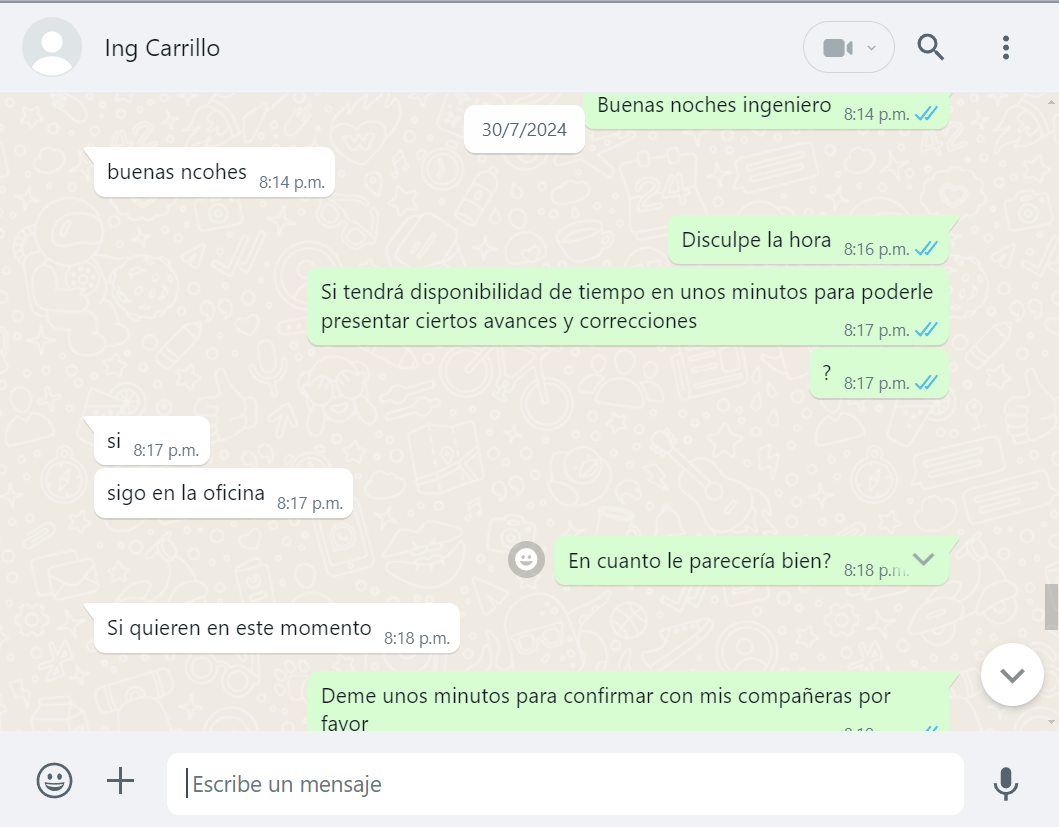 Ing Carrillo
Buenas noches ingeniero 8:14 p.m.
30/7/2024
buenas ncohes 8:14 p.m.
Disculpe la hora 8:16 p.m.
Si tendrá disponibilidad de tiempo en unos minutos para poderle
presentar ciertos avances y correcciones 8:17 p.m.
? 8:17 p.m.
si 8:17 p.m.
sigo en la oficina 8:17 p.m.
En cuanto le parecería bien? 8:18 p.m.
Si quieren en este momento 8:18 p.m.
Deme unos minutos para confirmar con mis compañeras por
favor
Escribe un mensaje